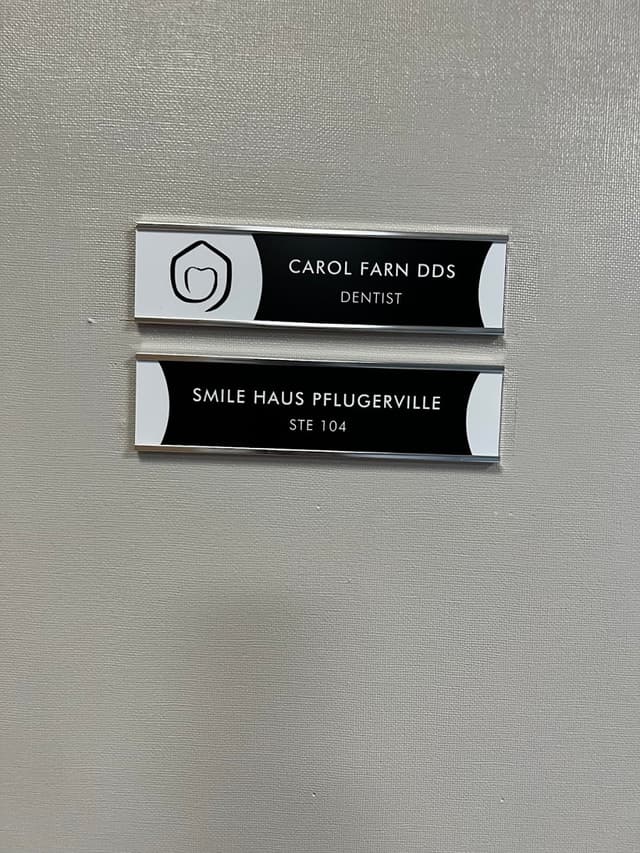 CAROL FARN DDS
DENTIST
SMILE HAUS PFLUGERVILLE
STE 104